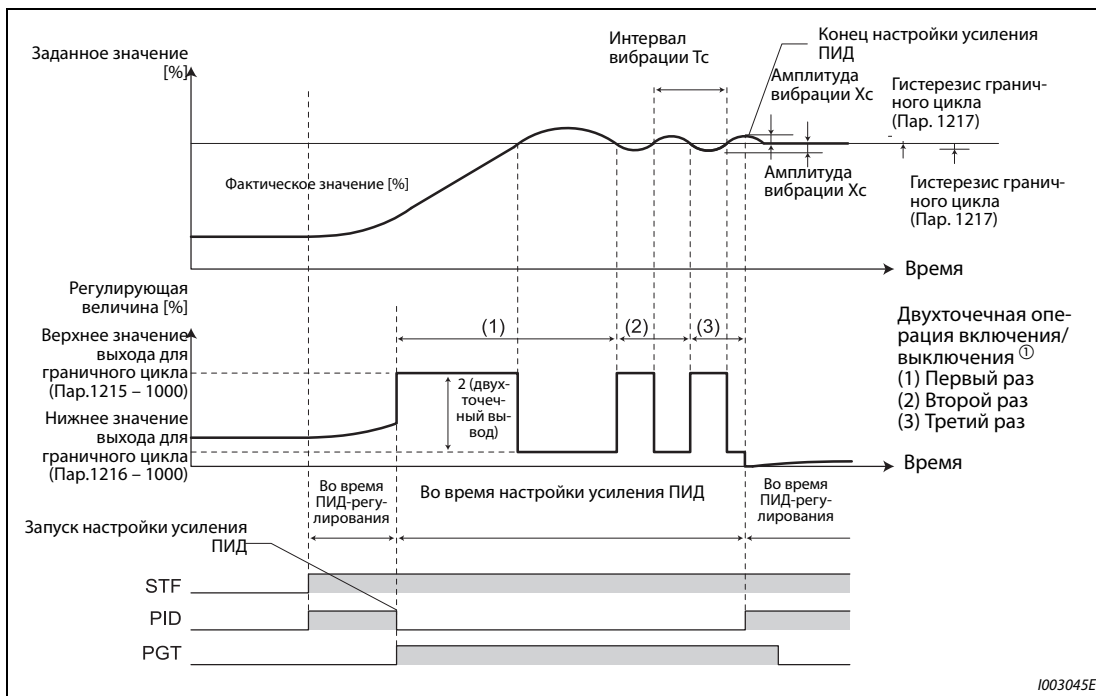 Заданное значение
[%]
Интервал
вибрации Tc
Конец настройки усиления
ПИД
Амплитуда
вибрации Xc
Гистерезис гранич-
ного цикла
(Пар. 1217)
Фактическое значение [%]
Амплитуда
вибрации Xc
Гистерезис гранич-
ного цикла
(Пар. 1217)
Время
Регулирующая
величина [%]
Верхнее значение
выхода для
граничного цикла
(Пар.1215 – 1000)
Нижнее значение
выхода для
граничного цикла
(Пар.1216 – 1000)
(1)
(2)
(3)
2 (двух-
точеч-
ный вы-
вод)
Двухточечная опе-
рация включения/
выключения ①
(1) Первый раз
(2) Второй раз
(3) Третий раз
Время
Во время
ПИД-регу-
лирования
Во время настройки усиления ПИД
Во время
ПИД-регу-
лирования
Запуск настройки усиления
ПИД
STF
PID
PGT
I003045E